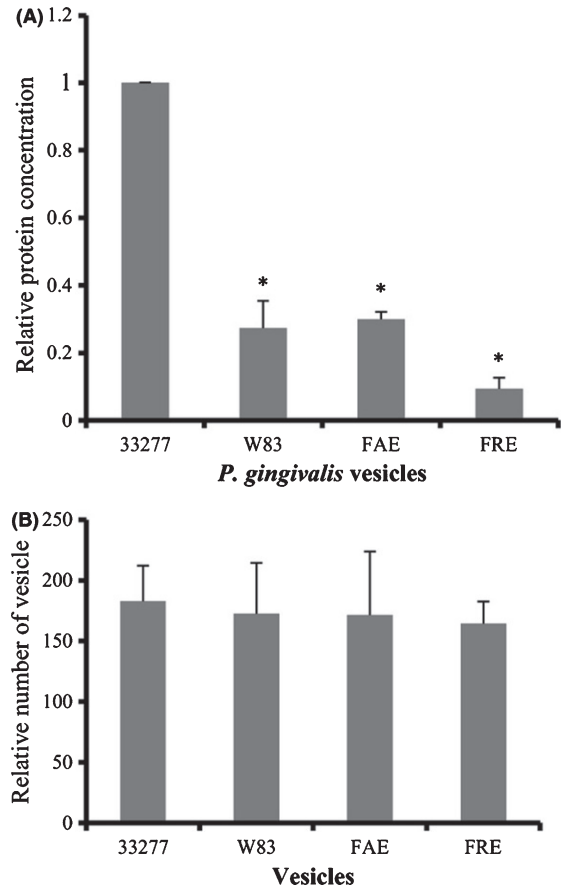 (A)
1.2
1
0.8
0.6
0.4
0.2
0
Relative protein concentration
*
*
*
33277 W83 FAE FRE
P. gingivalis vesicles
(B)
250
200
150
100
50
0
Relative number of vesicle
33277 W83 FAE FRE
Vesicles